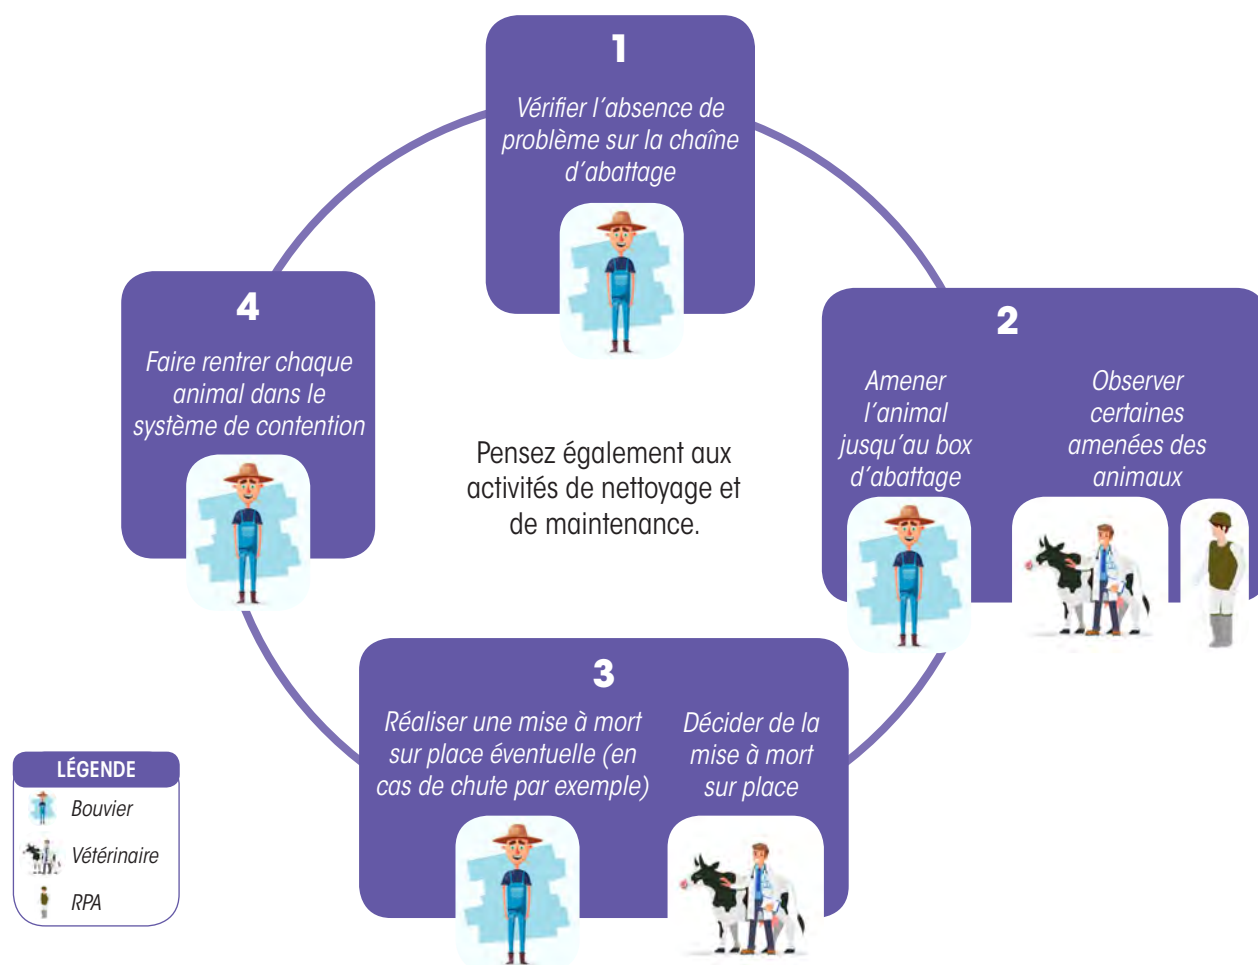 1
Vérifier l'absence de
problème sur la chaîne
d'abattage
4
Faire rentrer chaque
animal dans le
système de contention
2
Amener
l'animal
jusqu'au box
d'abattage
Observer
certaines
amenées des
animaux
Pensez également aux
activités de nettoyage et
de maintenance.
3
Réaliser une mise à mort
sur place éventuelle (en
cas de chute par exemple)
Décider de la
mise à mort
sur place
LÉGENDE
Bouvier
Vétérinaire
RPA